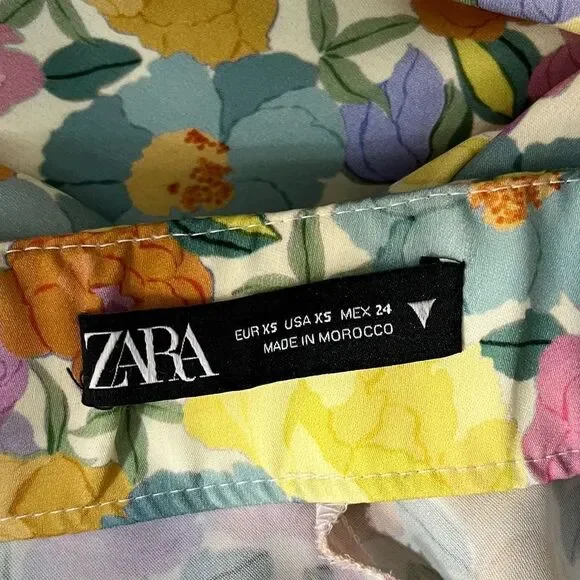 ZARA
EUR XS USA XS MEX 24
MADE IN MOROCCO